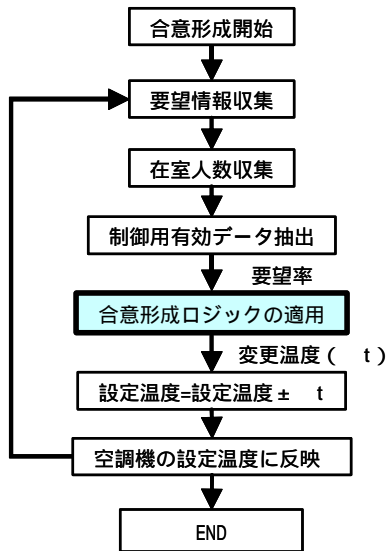 合意形成開始
要望情報収集
在室人数収集
制御用有効データ抽出
要望率
合意形成ロジックの適用
変更温度( t)
設定温度=設定温度± t
空調機の設定温度に反映
END